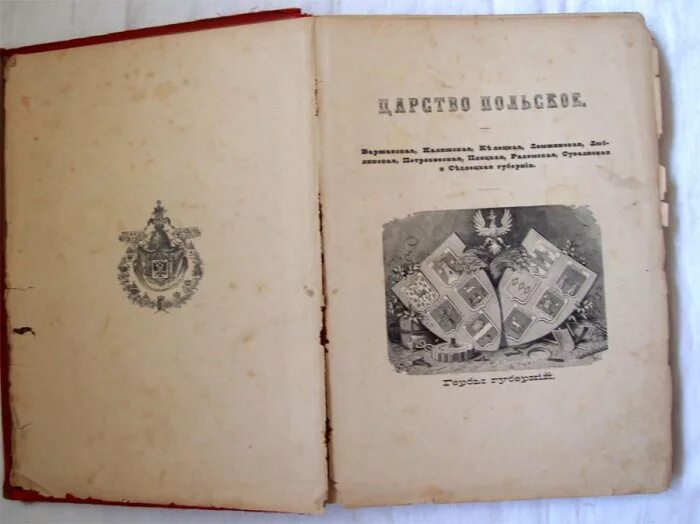 ЦАРСТВО ПОЛЬСКОЕ.
Варшавская, Калишская, Кѣлецкая, Ломжинская, Люб-
линская, Петроковская, Плоцкая, Радомская, Сувалкская
и Сѣдлецкая губерніи.
Гербы губерній.